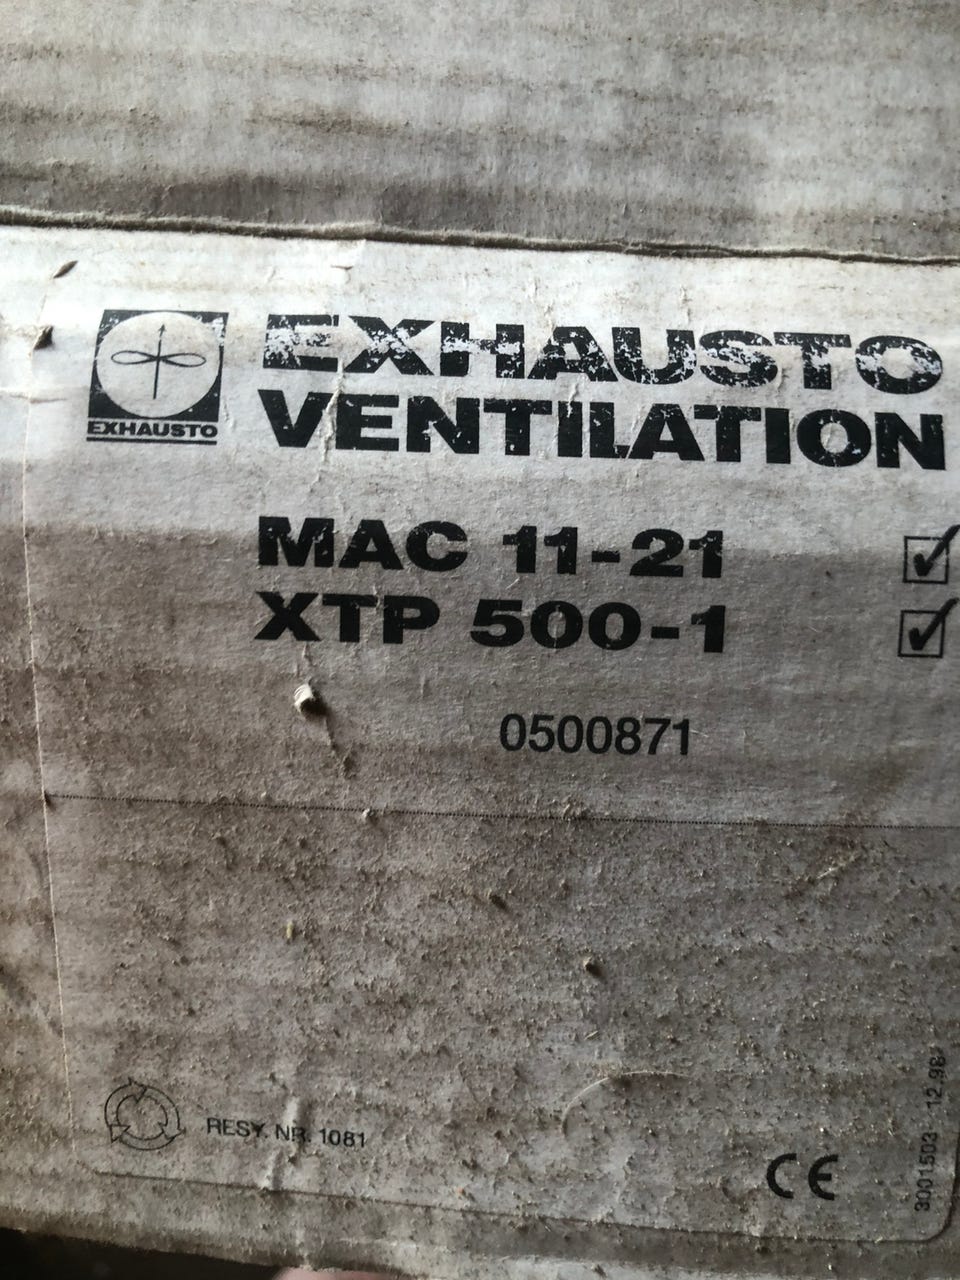 EXHAUSTO
EXHAUSTO
VENTILATION
MAC 11-21
XTP 500-1
0500871
RESY. NR. 1081
CE
3001503 12.98